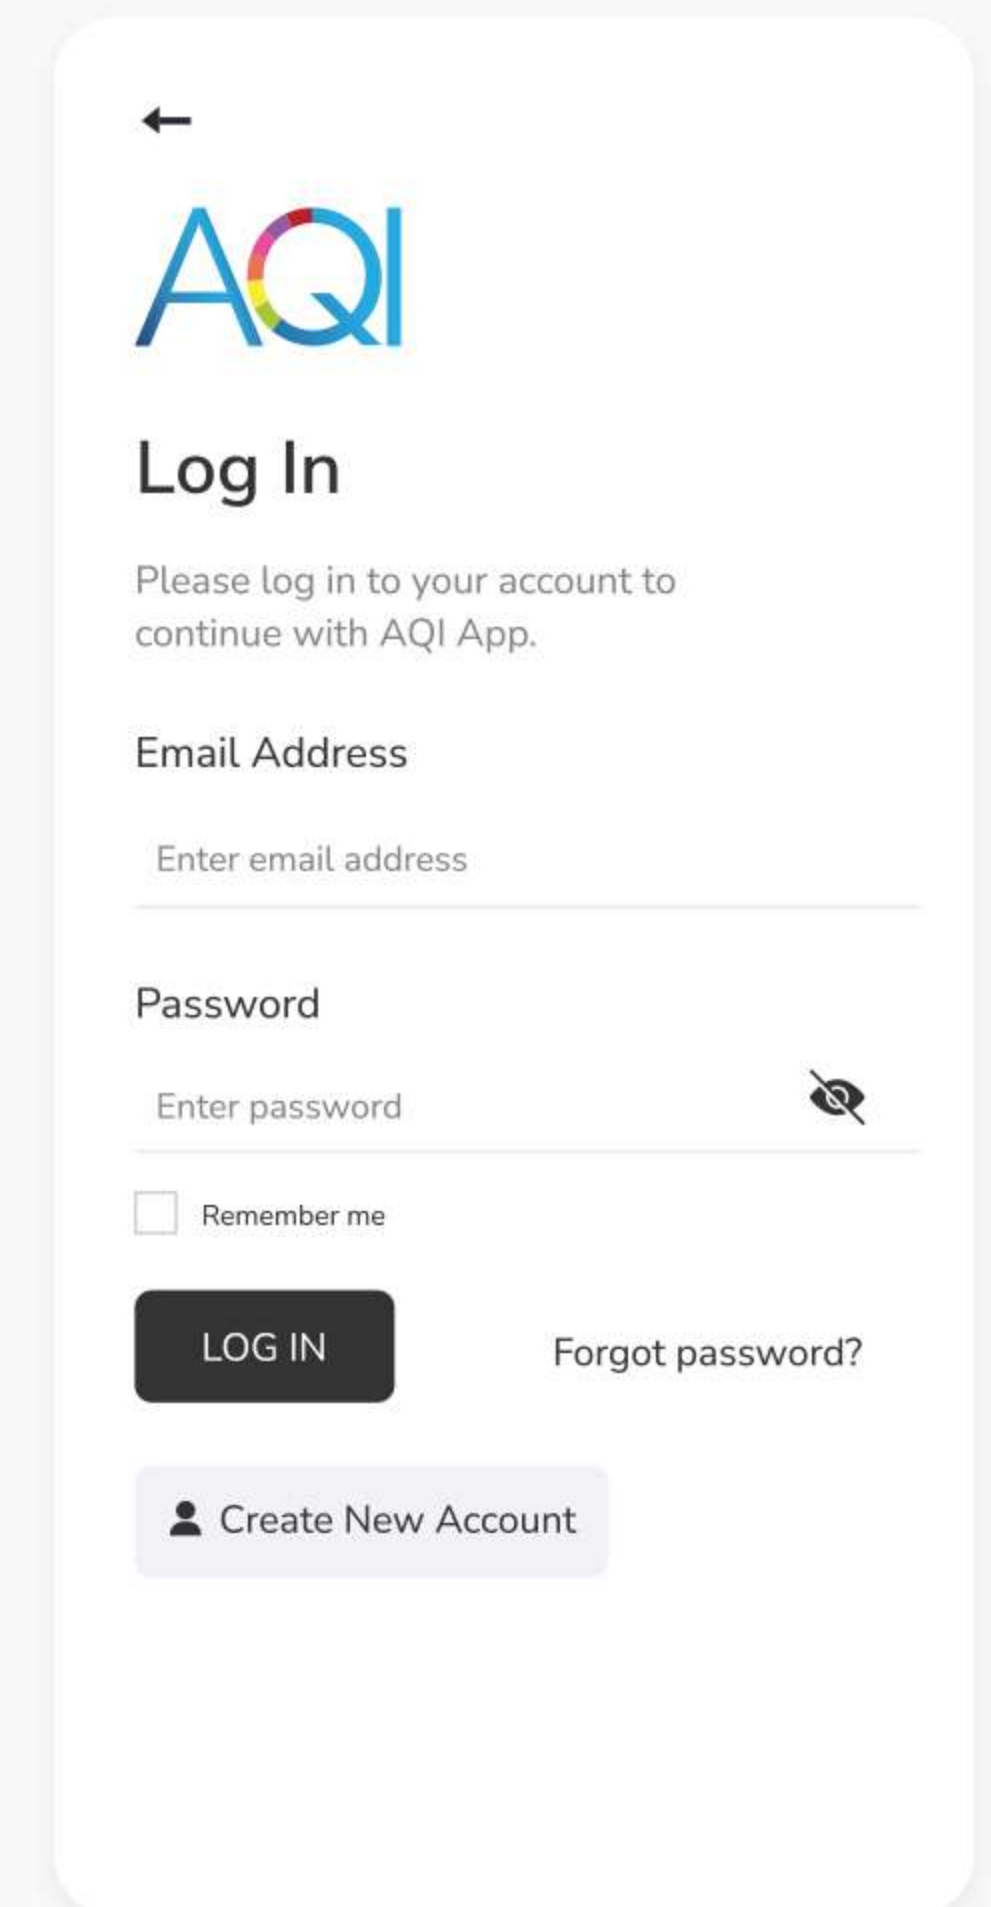 AQI
Log In
Please log in to your account to
continue with AQI App.
Email Address
Enter email address
Password
Enter password
Remember me
LOG IN
Forgot password?
Create New Account